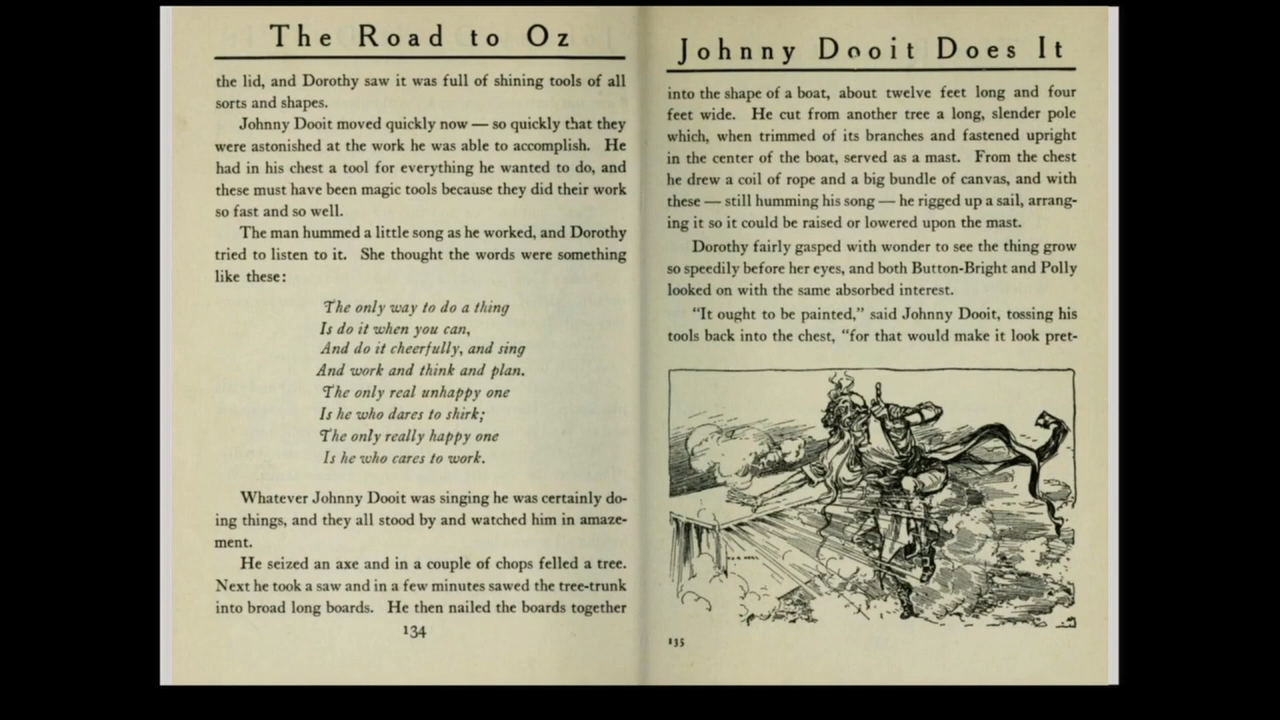 The Road to Oz
the lid, and Dorothy saw it was full of shining tools of all
sorts and shapes.
Johnny Dooit moved quickly now — so quickly that they
were astonished at the work he was able to accomplish. He
had in his chest a tool for everything he wanted to do, and
these must have been magic tools because they did their work
so fast and so well.
The man hummed a little song as he worked, and Dorothy
tried to listen to it. She thought the words were something
like these:
The only way to do a thing
Is do it when you can,
And do it cheerfully, and sing
And work and think and plan.
The only real unhappy one
Is he who dares to shirk;
The only really happy one
Is he who cares to work.
Whatever Johnny Dooit was singing he was certainly do-
ing things, and they all stood by and watched him in amaze-
ment.
He seized an axe and in a couple of chops felled a tree.
Next he took a saw and in a few minutes sawed the tree-trunk
into broad long boards. He then nailed the boards together
134
Johnny Dooit Does It
into the shape of a boat, about twelve feet long and four
feet wide. He cut from another tree a long, slender pole
which, when trimmed of its branches and fastened upright
in the center of the boat, served as a mast. From the chest
he drew a coil of rope and a big bundle of canvas, and with
these — still humming his song — he rigged up a sail, arrang-
ing it so it could be raised or lowered upon the mast.
Dorothy fairly gasped with wonder to see the thing grow
so speedily before her eyes, and both Button-Bright and Polly
looked on with the same absorbed interest.
"It ought to be painted," said Johnny Dooit, tossing his
tools back into the chest, "for that would make it look pret-
135